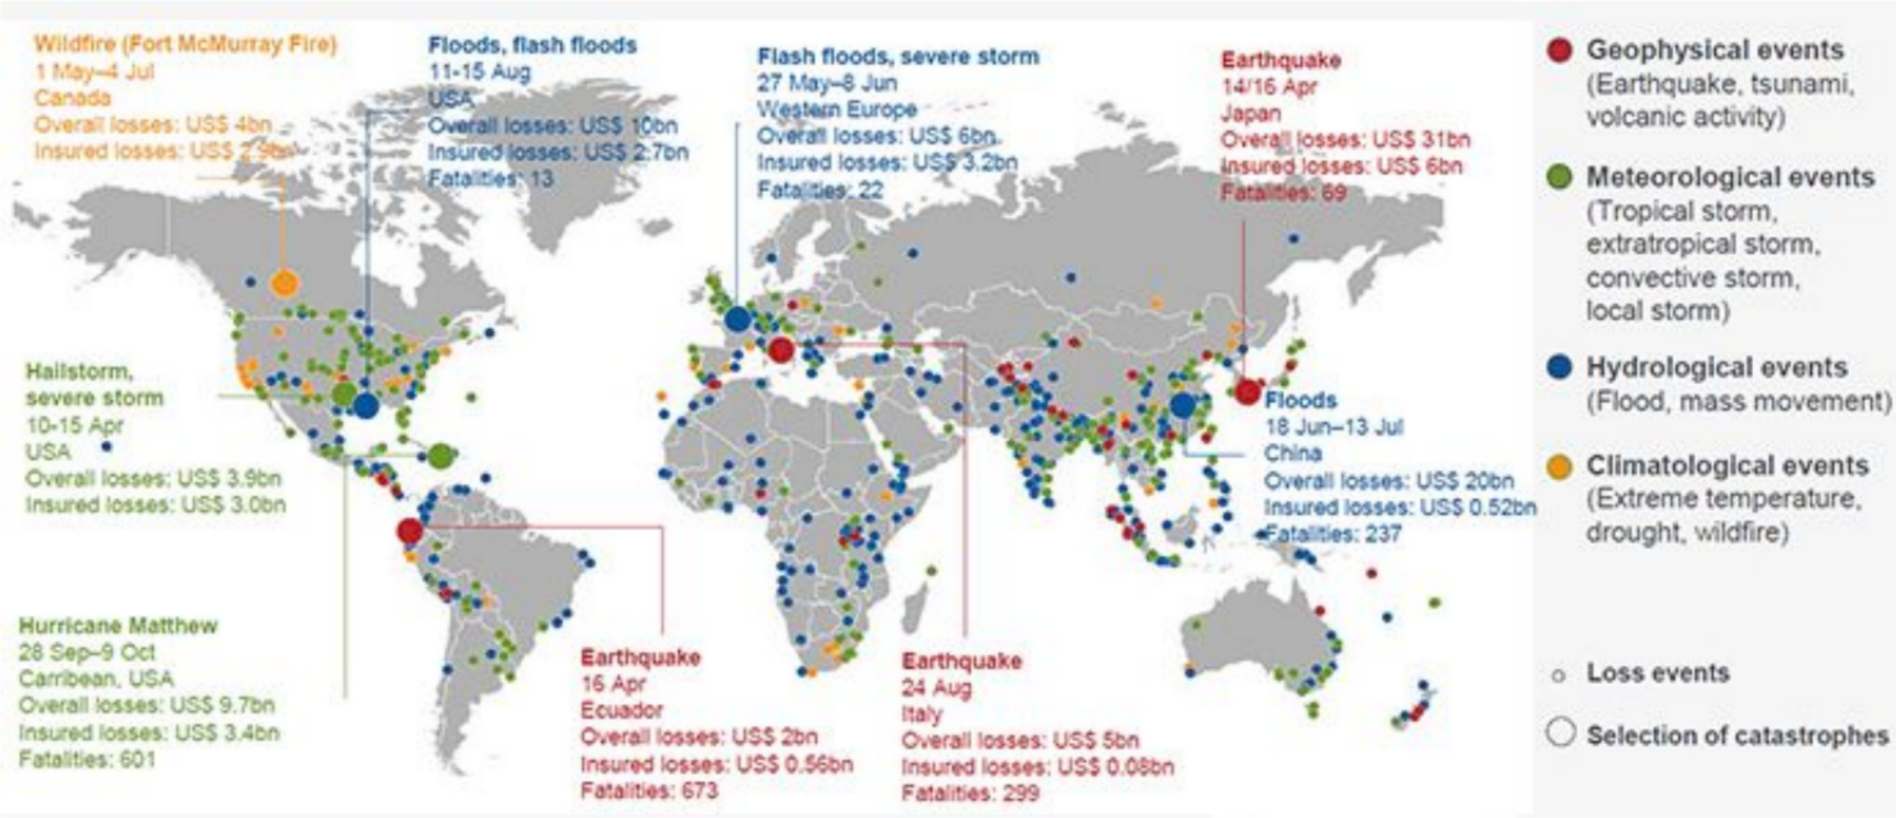 Wildfire (Fort McMurray Fire)
1 May–4 Jul
Canada
Overall losses: US$ 4bn
Insured losses: US$ 2.9bn
Floods, flash floods
11-15 Aug
USA
Overall losses: US$ 10bn
Insured losses: US$ 2.7bn
Fatalities: 13
Flash floods, severe storm
27 May–8 Jun
Western Europe
Overall losses: US$ 6bn
Insured losses: US$ 3.2bn
Fatalities: 22
Earthquake
14/16 Apr
Japan
Overall losses: US$ 31bn
Insured losses: US$ 6bn
Fatalities: 69
Hailstorm,
severe storm
10-15 Apr
USA
Overall losses: US$ 3.9bn
Insured losses: US$ 3.0bn
Floods
18 Jun–13 Jul
China
Overall losses: US$ 20bn
Insured losses: US$ 0.52bn
Fatalities: 237
Hurricane Matthew
28 Sep–9 Oct
Carribean, USA
Overall losses: US$ 9.7bn
Insured losses: US$ 3.4bn
Fatalities: 601
Earthquake
16 Apr
Ecuador
Overall losses: US$ 2bn
Insured losses: US$ 0.56bn
Fatalities: 673
Earthquake
24 Aug
Italy
Overall losses: US$ 5bn
Insured losses: US$ 0.08bn
Fatalities: 299
Geophysical events
(Earthquake, tsunami,
volcanic activity)
Meteorological events
(Tropical storm,
extratropical storm,
convective storm,
local storm)
Hydrological events
(Flood, mass movement)
Climatological events
(Extreme temperature,
drought, wildfire)
Loss events
Selection of catastrophes